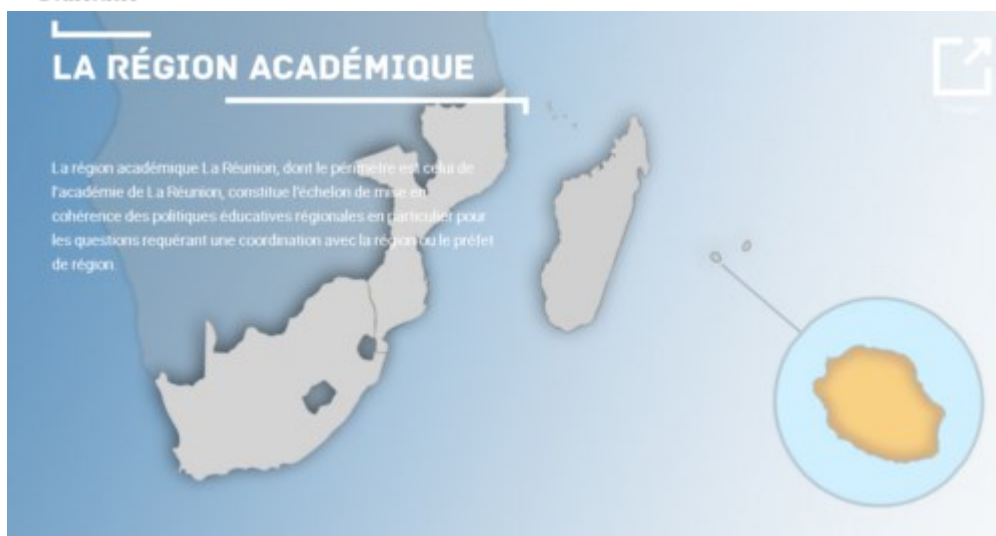 LA RÉGION ACADÉMIQUE
La région académique La Réunion, dont le périmètre est celui de
l'académie de La Réunion, constitue l'échelon de mise en
cohérence des politiques éducatives régionales en particulier pour
les questions requérant une coordination avec la région ou le préfet
de région.